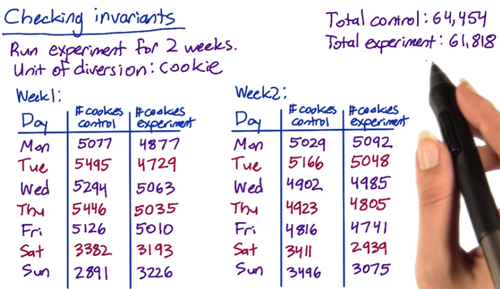 Checking invariants
Total control: 64,454
Total experiment: 61,818
Run experiment for 2 weeks.
Unit of diversion: cookie
Week1:
Day #cookies control #cookies experiment
Mon 5077 4877
Tue 5495 4729
Wed 5294 5063
Thu 5446 5035
Fri 5126 5010
Sat 3382 3193
Sun 2891 3226
Week2:
Day #cookies control #cookies experiment
Mon 5029 5092
Tue 5166 5048
Wed 4902 4985
Thu 4923 4805
Fri 4816 4741
Sat 3411 2939
Sun 3496 3075